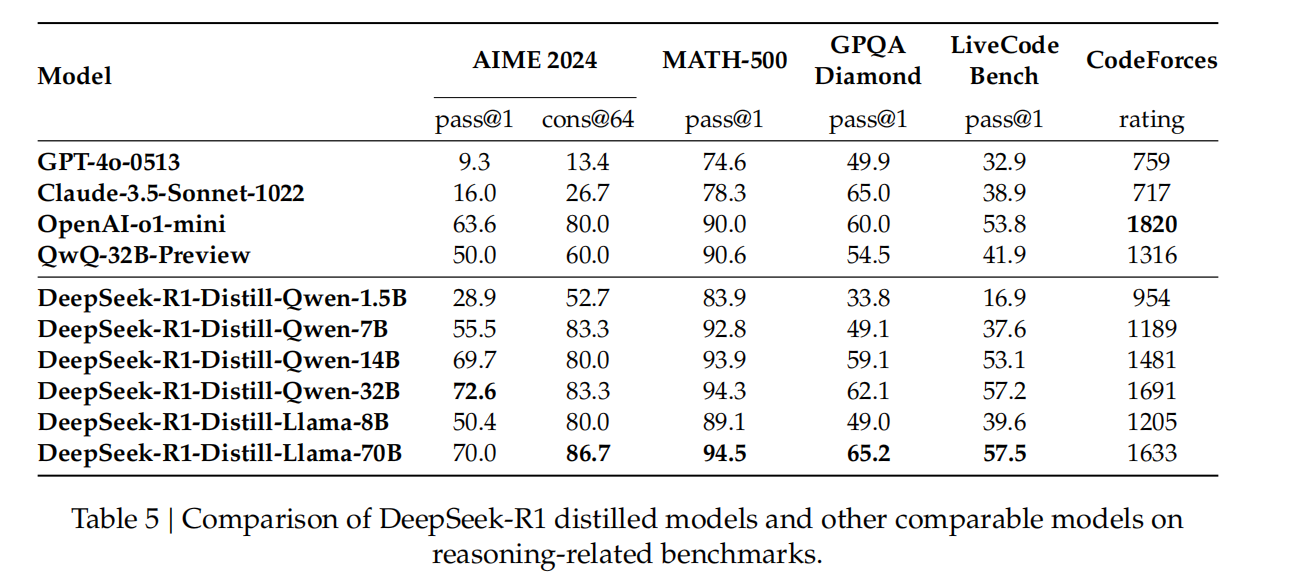 Model AIME 2024 MATH-500 GPQA Diamond LiveCode Bench CodeForces
pass@1 cons@64 pass@1 pass@1 pass@1 rating
GPT-4o-0513 9.3 13.4 74.6 49.9 32.9 759
Claude-3.5-Sonnet-1022 16.0 26.7 78.3 65.0 38.9 717
OpenAI-o1-mini 63.6 80.0 90.0 60.0 53.8 1820
QwQ-32B-Preview 50.0 60.0 90.6 54.5 41.9 1316
DeepSeek-R1-Distill-Qwen-1.5B 28.9 52.7 83.9 33.8 16.9 954
DeepSeek-R1-Distill-Qwen-7B 55.5 83.3 92.8 49.1 37.6 1189
DeepSeek-R1-Distill-Qwen-14B 69.7 80.0 93.9 59.1 53.1 1481
DeepSeek-R1-Distill-Qwen-32B 72.6 83.3 94.3 62.1 57.2 1691
DeepSeek-R1-Distill-Llama-8B 50.4 80.0 89.1 49.0 39.6 1205
DeepSeek-R1-Distill-Llama-70B 70.0 86.7 94.5 65.2 57.5 1633
Table 5 | Comparison of DeepSeek-R1 distilled models and other comparable models on
reasoning-related benchmarks.